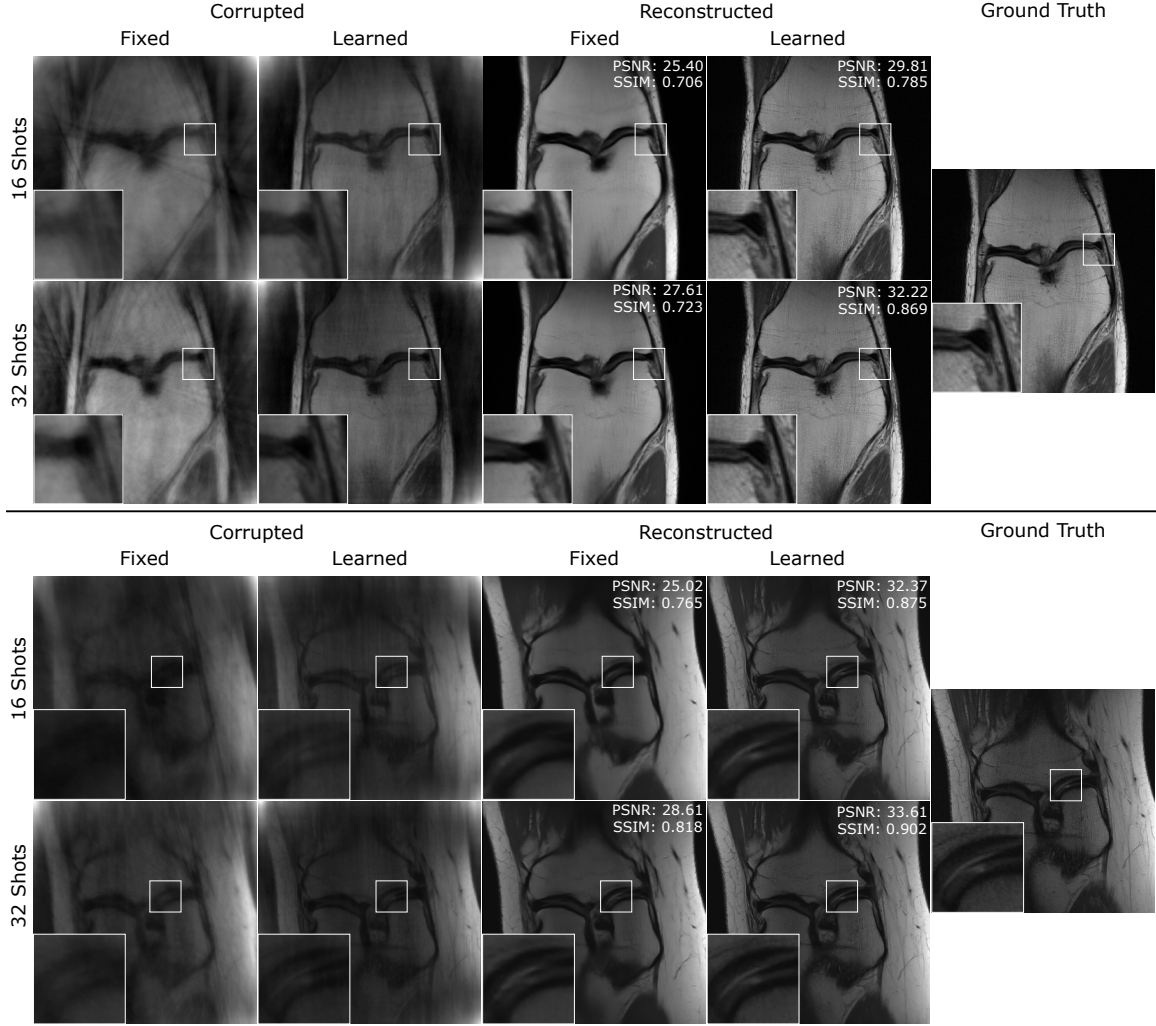 Corrupted
Reconstructed
Ground Truth
Fixed
Learned
Fixed
Learned
16 Shots
PSNR: 25.40
SSIM: 0.706
PSNR: 29.81
SSIM: 0.785
32 Shots
PSNR: 27.61
SSIM: 0.723
PSNR: 32.22
SSIM: 0.869
Corrupted
Reconstructed
Ground Truth
Fixed
Learned
Fixed
Learned
16 Shots
PSNR: 25.02
SSIM: 0.765
PSNR: 32.37
SSIM: 0.875
32 Shots
PSNR: 28.61
SSIM: 0.818
PSNR: 33.61
SSIM: 0.902